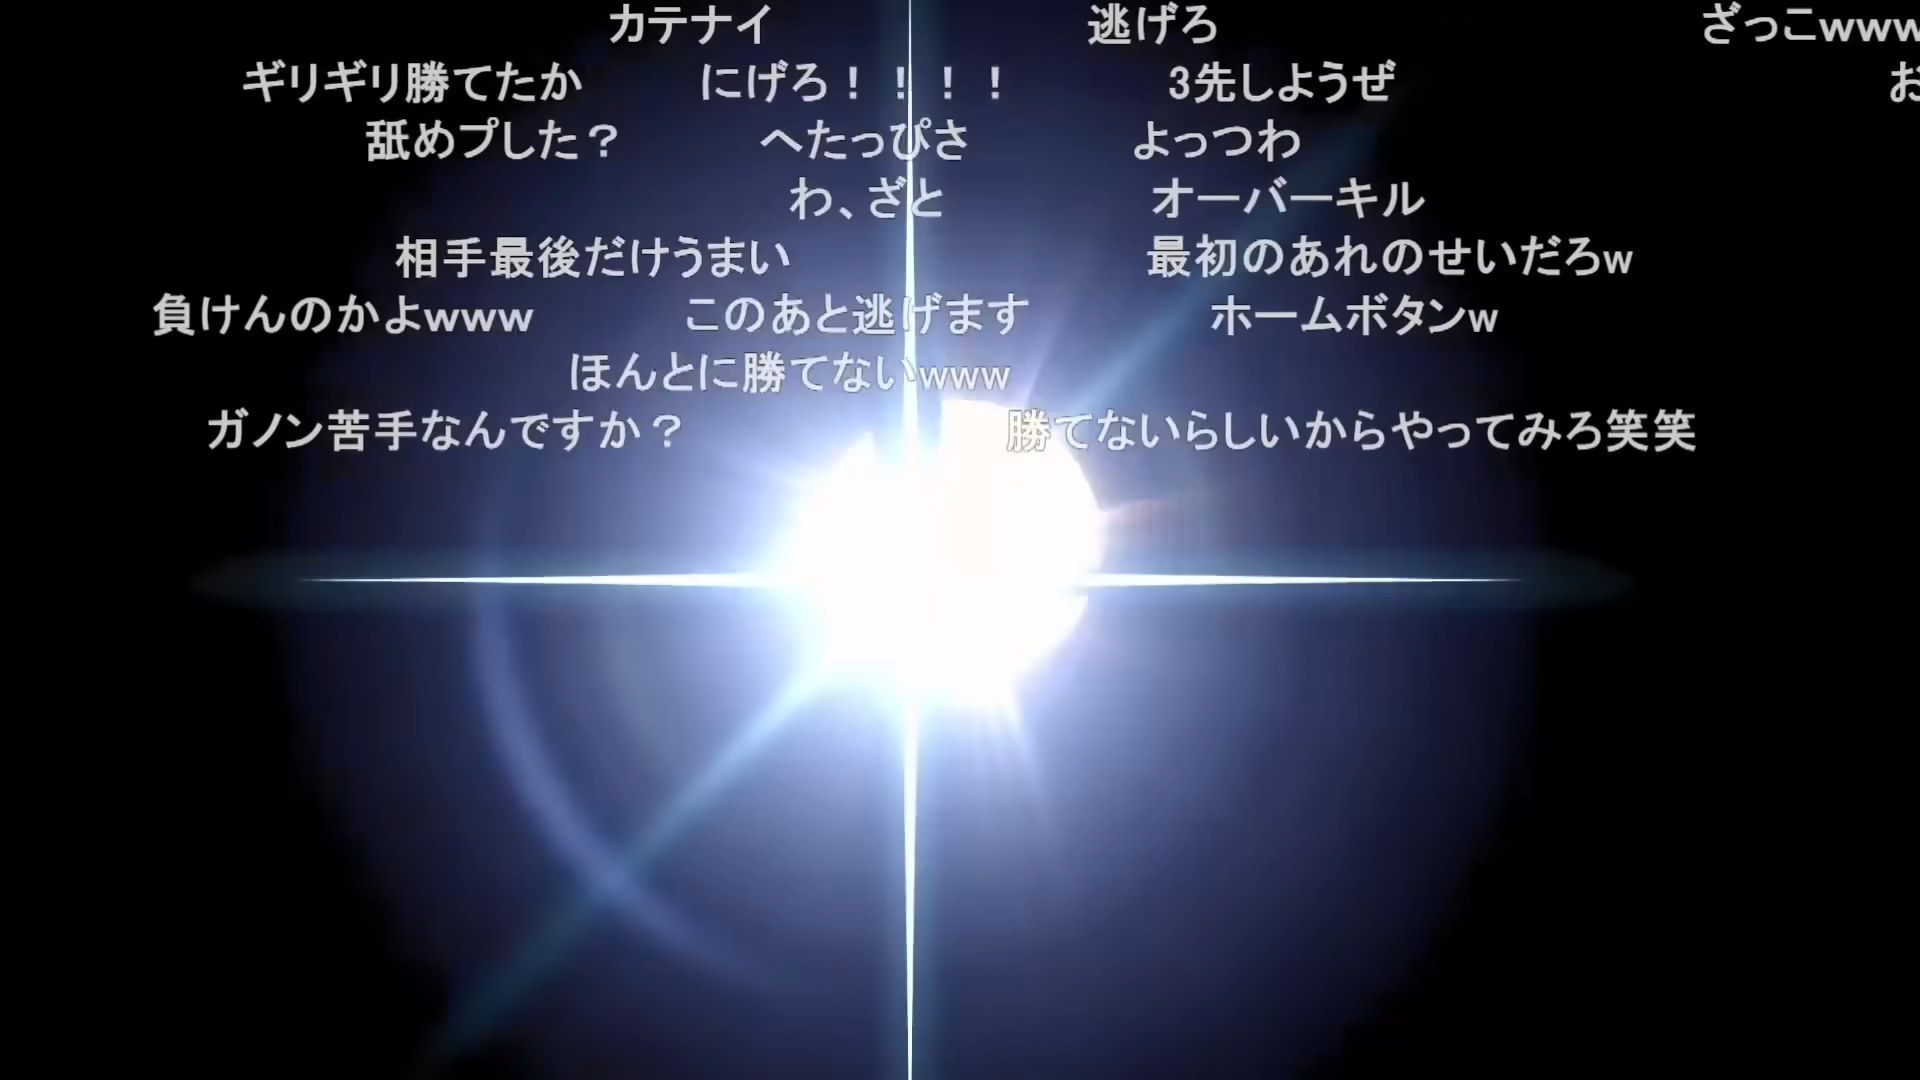 カテナイ 逃げろ ざっこwww
ギリギリ勝てたか にげろ！！！！ 3先しようぜ お
舐めプした？ へたっぴさ よっつわ
わ、ざと オーバーキル
相手最後だけうまい 最初のあれのせいだろw
負けんのかよwww このあと逃げます ホームボタンw
ほんとに勝てないwww
ガノン苦手なんですか？ 勝てないらしいからやってみろ笑笑